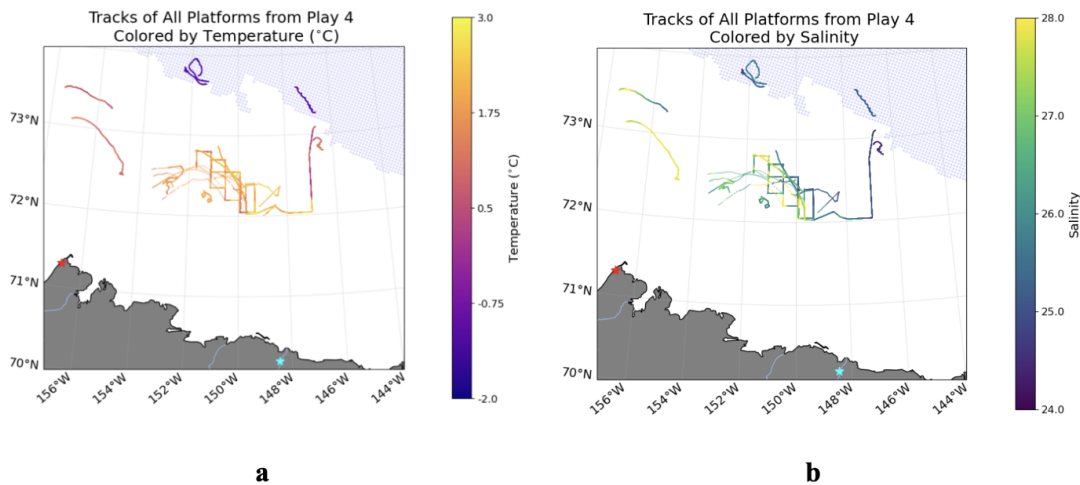 Tracks of All Platforms from Play 4
Colored by Temperature (°C)
73°N
72°N
71°N
70°N
156°W
154°W
152°W
150°W
148°W
146°W
144°W
3.0
1.75
0.5
-0.75
-2.0
Temperature (°C)
a
Tracks of All Platforms from Play 4
Colored by Salinity
73°N
72°N
71°N
70°N
156°W
154°W
152°W
150°W
148°W
146°W
144°W
28.0
27.0
26.0
25.0
24.0
Salinity
b